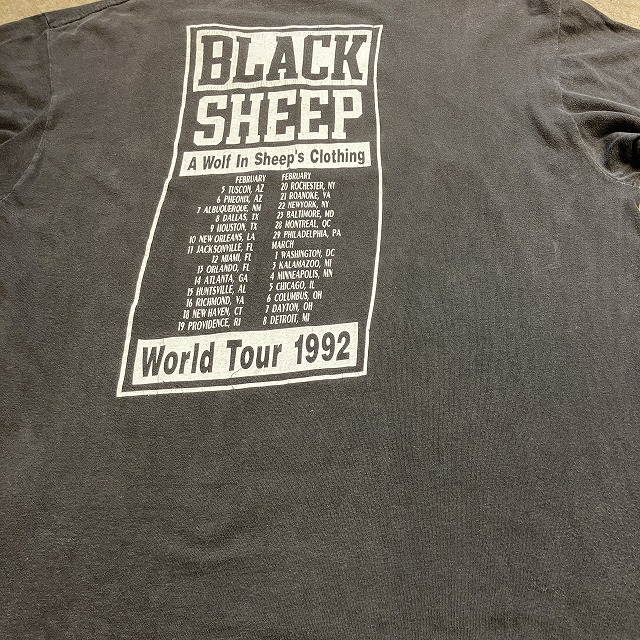 BLACK
SHEEP
A Wolf In Sheep's Clothing
FEBRUARY
5 TUSCON, AZ
6 PHEONIX, AZ
7 ALBUQUERQUE, NM
8 DALLAS, TX
9 HOUSTON, TX
10 NEW ORLEANS, LA
11 JACKSONVILLE, FL
12 MIAMI, FL
13 ORLANDO, FL
14 ATLANTA, GA
15 HUNTSVILLE, AL
16 RICHMOND, VA
18 NEW HAVEN, CT
19 PROVIDENCE, RI
FEBRUARY
20 ROCHESTER, NY
21 ROANOKE, VA
22 NEWYORK, NY
23 BALTIMORE, MD
28 MONTREAL, QC
29 PHILADELPHIA, PA
MARCH
1 WASHINGTON, DC
3 KALAMAZOO, MI
4 MINNEAPOLIS, MN
5 CHICAGO, IL
6 COLUMBUS, OH
7 DAYTON, OH
8 DETROIT, MI
World Tour 1992